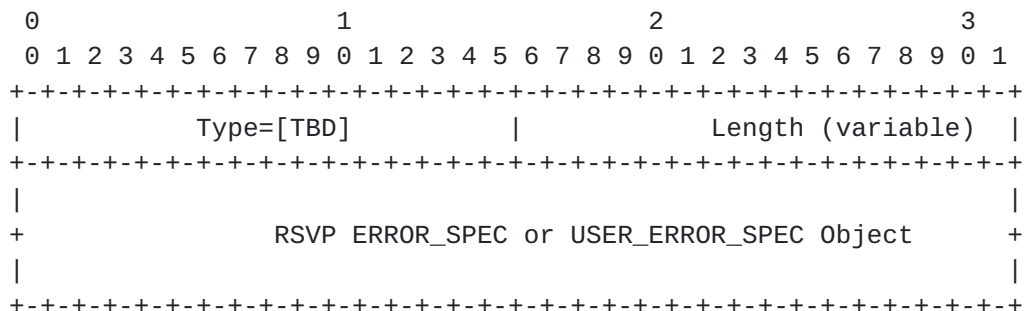 0                   1                   2                   3
 0 1 2 3 4 5 6 7 8 9 0 1 2 3 4 5 6 7 8 9 0 1 2 3 4 5 6 7 8 9 0 1
+-+-+-+-+-+-+-+-+-+-+-+-+-+-+-+-+-+-+-+-+-+-+-+-+-+-+-+-+-+-+-+-+
|           Type=[TBD]          |            Length (variable)  |
+-+-+-+-+-+-+-+-+-+-+-+-+-+-+-+-+-+-+-+-+-+-+-+-+-+-+-+-+-+-+-+-+
|                                                               |
+                RSVP ERROR_SPEC or USER_ERROR_SPEC Object      +
|                                                               |
+-+-+-+-+-+-+-+-+-+-+-+-+-+-+-+-+-+-+-+-+-+-+-+-+-+-+-+-+-+-+-+-+